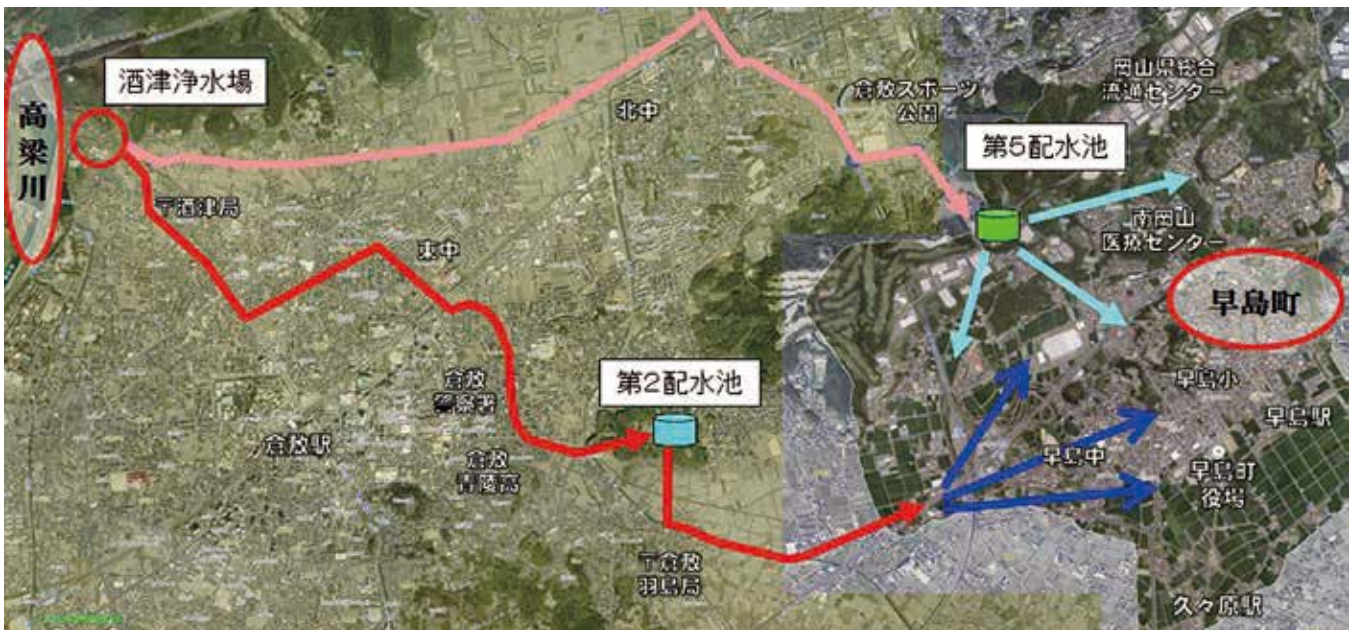 高梁川
酒津浄水場
北中
倉敷スポーツ
公園
岡山県総合
流通センター
第5配水池
〒酒津局
東中
南岡山
医療センター
早島町
倉敷
警察署
第2配水池
早島小
早島駅
倉敷駅
倉敷
青陵高
早島中
早島町
役場
〒倉敷
羽島局
久々原駅